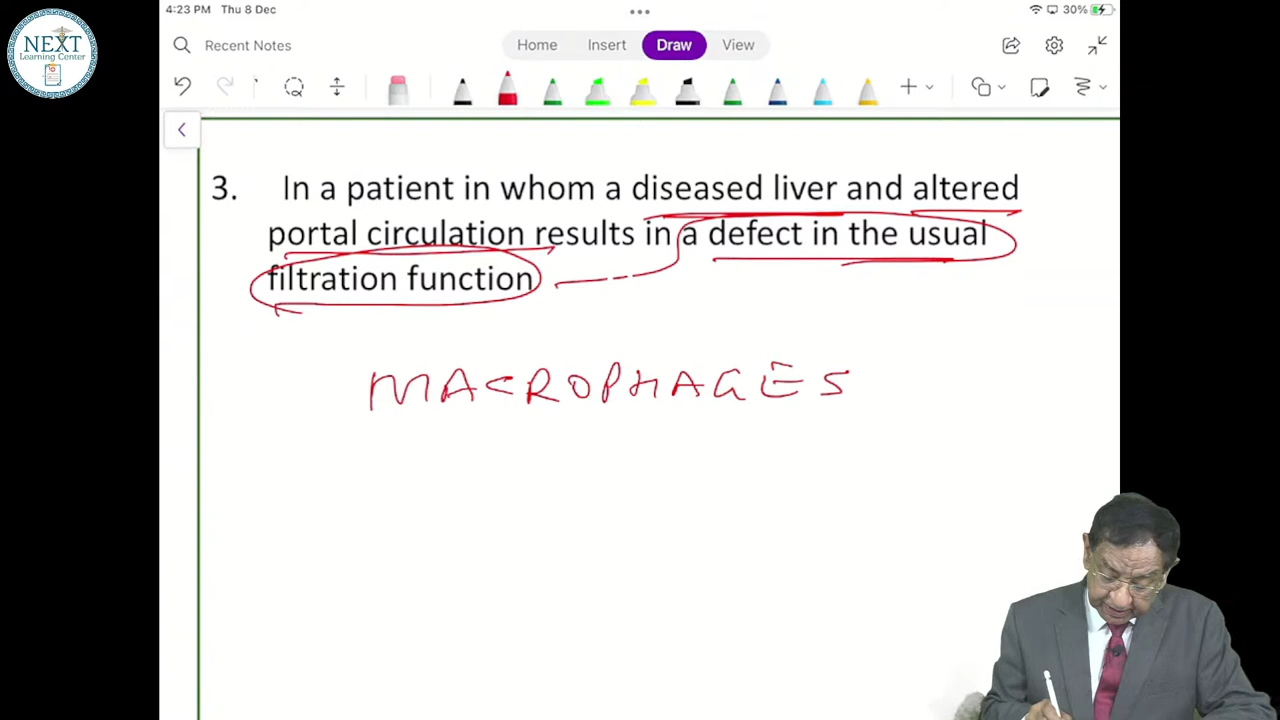 4:23 PM Thu 8 Dec
30%
NEXT
Learning Center
Recent Notes
Home Insert Draw View
3. In a patient in whom a diseased liver and altered
portal circulation results in a defect in the usual
filtration function
MACROPHAGES